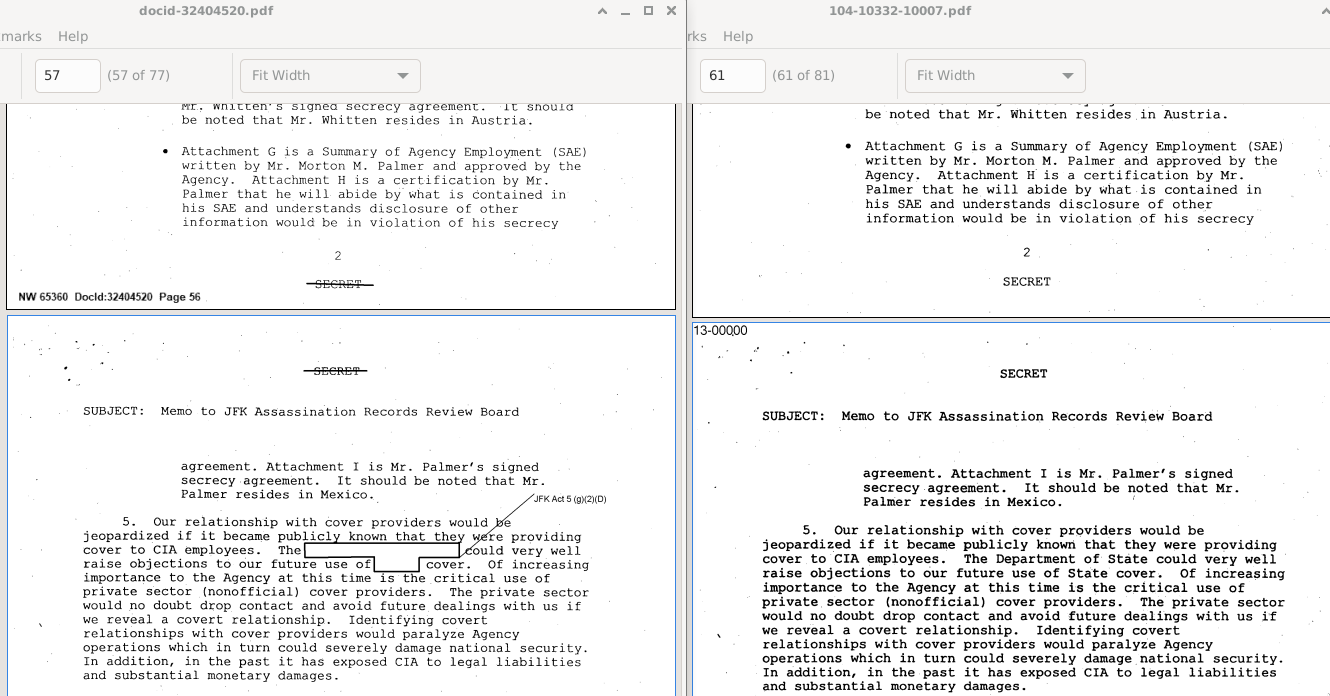 docid-32404520.pdf
marks Help
57 (57 of 77) Fit Width
Mr. Whitten's signed secrecy agreement. It should
be noted that Mr. Whitten resides in Austria.
• Attachment G is a Summary of Agency Employment (SAE)
written by Mr. Morton M. Palmer and approved by the
Agency. Attachment H is a certification by Mr.
Palmer that he will abide by what is contained in
his SAE and understands disclosure of other
information would be in violation of his secrecy
2
SECRET
NW 65360 DocId:32404520 Page 56
SECRET
SUBJECT: Memo to JFK Assassination Records Review Board
agreement. Attachment I is Mr. Palmer's signed
secrecy agreement. It should be noted that Mr.
Palmer resides in Mexico.
JFK Act 5 (g)(2)(D)
5. Our relationship with cover providers would be
jeopardized if it became publicly known that they were providing
cover to CIA employees. The could very well
raise objections to our future use of cover. Of increasing
importance to the Agency at this time is the critical use of
private sector (nonofficial) cover providers. The private sector
would no doubt drop contact and avoid future dealings with us if
we reveal a covert relationship. Identifying covert
relationships with cover providers would paralyze Agency
operations which in turn could severely damage national security.
In addition, in the past it has exposed CIA to legal liabilities
and substantial monetary damages.
104-10332-10007.pdf
rks Help
61 (61 of 81) Fit Width
be noted that Mr. Whitten resides in Austria.
• Attachment G is a Summary of Agency Employment (SAE)
written by Mr. Morton M. Palmer and approved by the
Agency. Attachment H is a certification by Mr.
Palmer that he will abide by what is contained in
his SAE and understands disclosure of other
information would be in violation of his secrecy
2
SECRET
13-00000
SECRET
SUBJECT: Memo to JFK Assassination Records Review Board
agreement. Attachment I is Mr. Palmer's signed
secrecy agreement. It should be noted that Mr.
Palmer resides in Mexico.
5. Our relationship with cover providers would be
jeopardized if it became publicly known that they were providing
cover to CIA employees. The Department of State could very well
raise objections to our future use of State cover. Of increasing
importance to the Agency at this time is the critical use of
private sector (nonofficial) cover providers. The private sector
would no doubt drop contact and avoid future dealings with us if
we reveal a covert relationship. Identifying covert
relationships with cover providers would paralyze Agency
operations which in turn could severely damage national security.
In addition, in the past it has exposed CIA to legal liabilities
and substantial monetary damages.